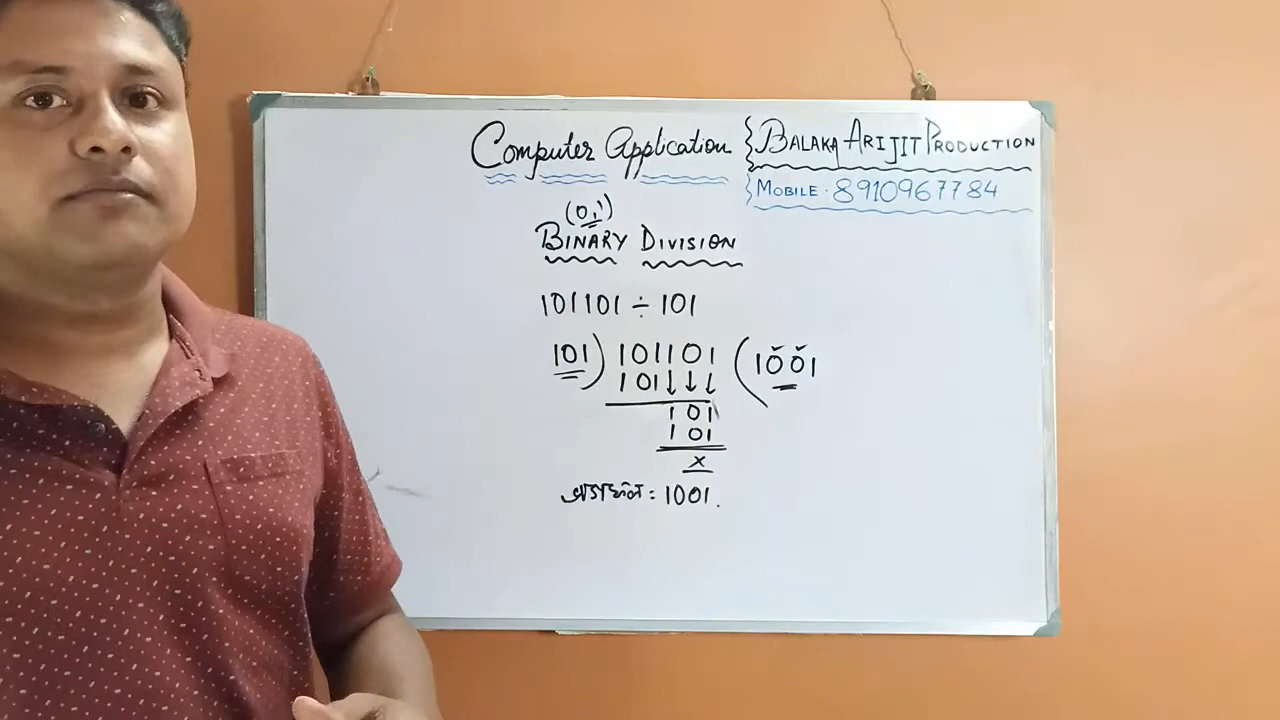 Computer Application
BALAKA ARIJIT PRODUCTION
MOBILE · 8910967784
(0,1)
BINARY DIVISION
101101 ÷ 101
101) 101101 (1001
101↓↓↓
101
101
x
ভাগফল = 1001.